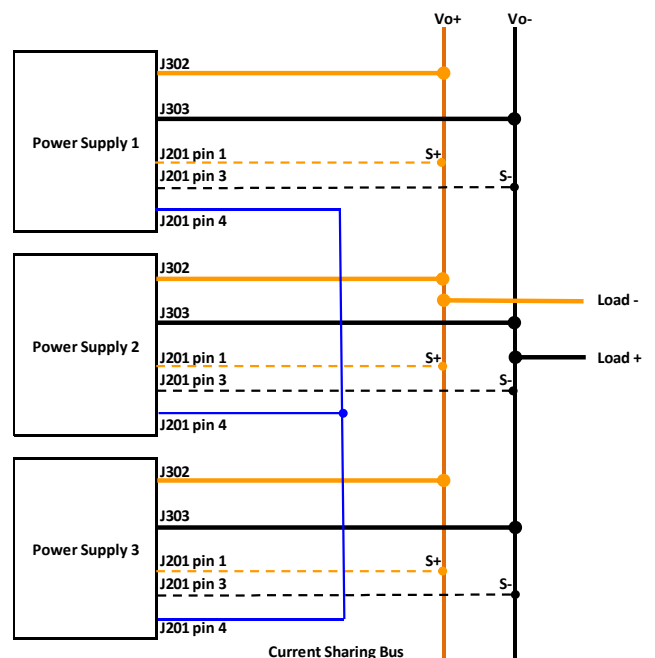 Vo+ Vo-
J302
J303
Power Supply 1
J201 pin 1 S+
J201 pin 3 S-
J201 pin 4
J302
Load -
J303
Power Supply 2
Load +
J201 pin 1 S+
J201 pin 3 S-
J201 pin 4
J302
J303
Power Supply 3
J201 pin 1 S+
J201 pin 3 S-
J201 pin 4
Current Sharing Bus